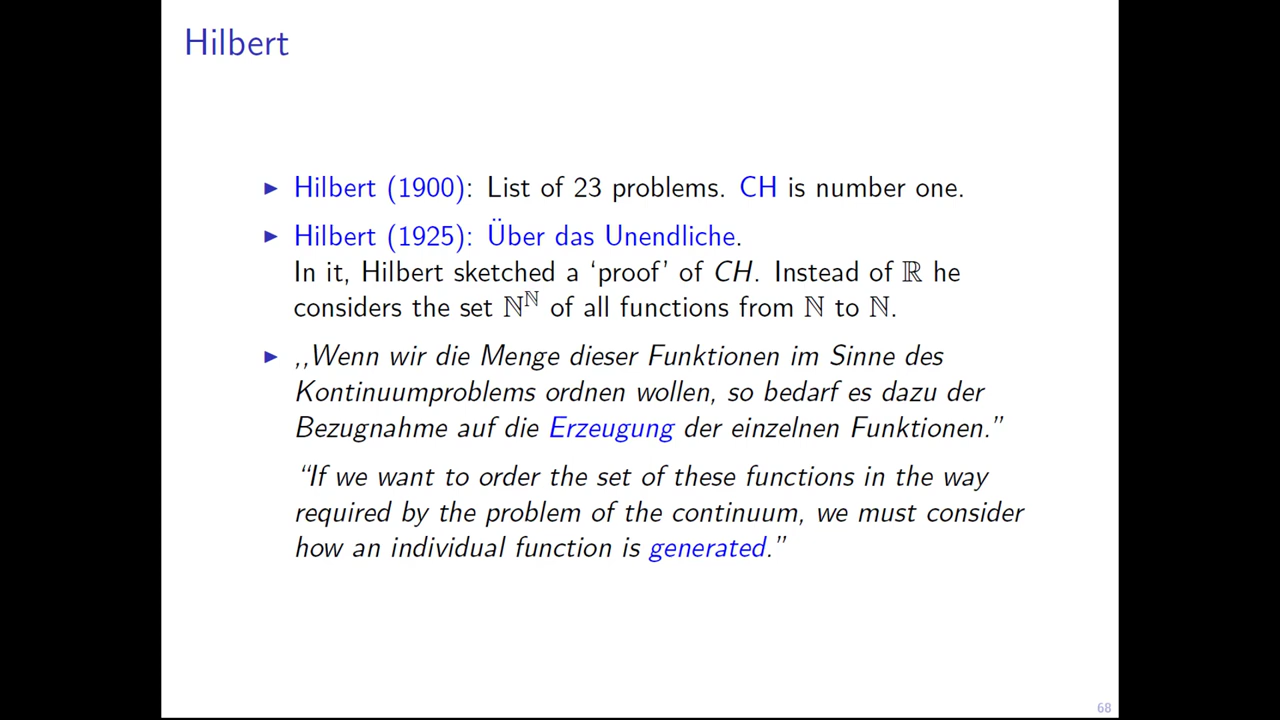 Hilbert
▶ Hilbert (1900): List of 23 problems. CH is number one.
▶ Hilbert (1925): Über das Unendliche.
In it, Hilbert sketched a ‘proof’ of CH. Instead of ℝ he
considers the set ℕ^ℕ of all functions from ℕ to ℕ.
▶ ,,Wenn wir die Menge dieser Funktionen im Sinne des
Kontinuumproblems ordnen wollen, so bedarf es dazu der
Bezugnahme auf die Erzeugung der einzelnen Funktionen.”
“If we want to order the set of these functions in the way
required by the problem of the continuum, we must consider
how an individual function is generated.”
68